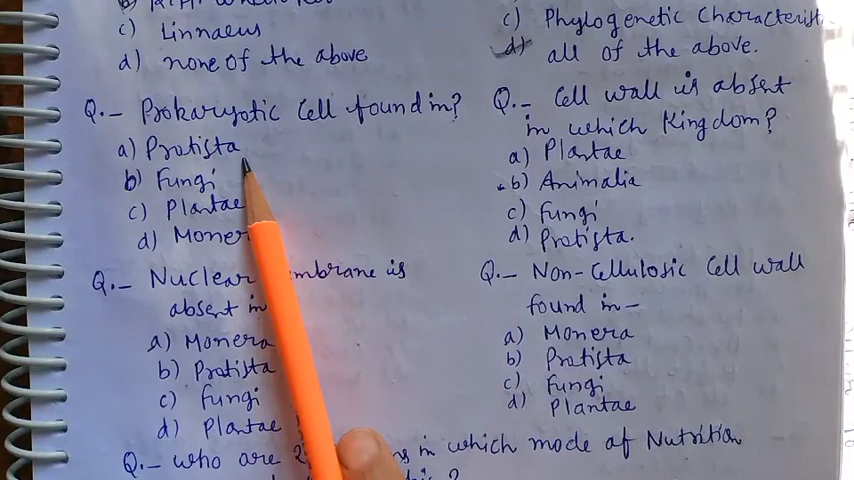 c) Linnaeus
d) none of the above
Q.- Prokaryotic Cell found in?
a) Protista
b) Fungi
c) Plantae
d) Moner
Q.- Nuclear mbrane is
absent in
a) Monera
b) Protista
c) Fungi
d) Plantae
Q.- who are
c) Phylogenetic Characterist
d) all of the above.
Q.- Cell wall is absent
in which Kingdom?
a) Plantae
b) Animalia
c) Fungi
d) Protista.
Q.- Non-Cellulosic Cell wall
found in-
a) Monera
b) Protista
c) Fungi
d) Plantae
in which mode of Nutrition